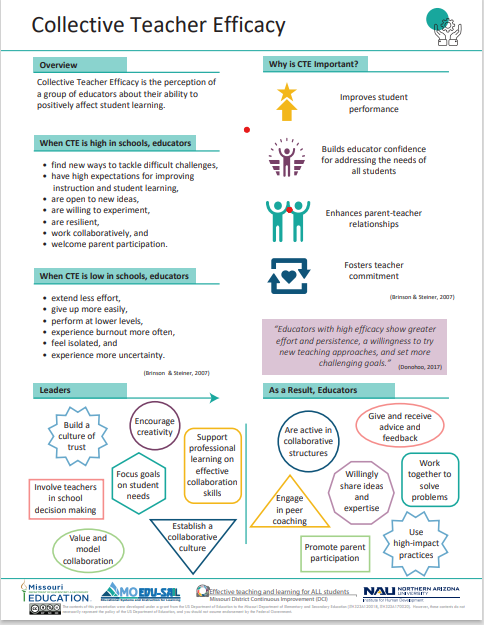 Collective Teacher Efficacy
Overview
Collective Teacher Efficacy is the perception of
a group of educators about their ability to
positively affect student learning.
When CTE is high in schools, educators
• find new ways to tackle difficult challenges,
• have high expectations for improving
instruction and student learning,
• are open to new ideas,
• are willing to experiment,
• are resilient,
• work collaboratively, and
• welcome parent participation.
When CTE is low in schools, educators
• extend less effort,
• give up more easily,
• perform at lower levels,
• experience burnout more often,
• feel isolated, and
• experience more uncertainty.
(Brinson & Steiner, 2007)
Why is CTE Important?
Improves student
performance
Builds educator confidence
for addressing the needs of
all students
Enhances parent-teacher
relationships
Fosters teacher
commitment
(Brinson & Steiner, 2007)
“Educators with high efficacy show greater
effort and persistence, a willingness to try
new teaching approaches, and set more
challenging goals.” (Donohoo, 2017)
Leaders
Build a
culture of
trust
Encourage
creativity
Support
professional
learning on
effective
collaboration
skills
Focus goals
on student
needs
Involve teachers
in school
decision making
Value and
model
collaboration
Establish a
collaborative
culture
As a Result, Educators
Are active in
collaborative
structures
Give and receive
advice and
feedback
Willingly
share ideas
and
expertise
Work
together to
solve
problems
Engage
in peer
coaching
Promote parent
participation
Use
high-impact
practices
Missouri
EDUCATION
MOEDU-SAIL
Effective teaching and learning for ALL students
Missouri District Continuous Improvement (DCI)
NAU NORTHERN ARIZONA
UNIVERSITY
Institute for Human Development